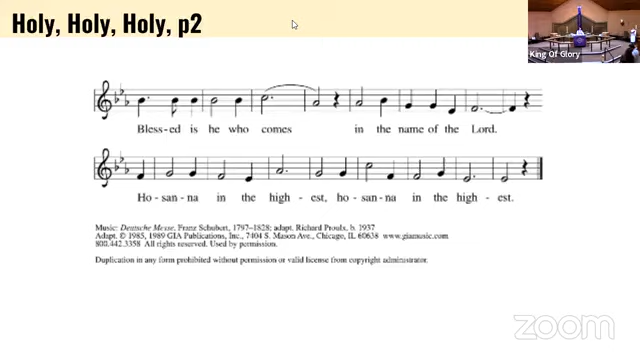 Holy, Holy, Holy, p2
King Of Glory
Bless-ed is he who comes in the name of the Lord.
Ho-san-na in the high-est, ho-san-na in the high-est.
Music: Deutsche Messe, Franz Schubert, 1797–1828; adapt. Richard Proulx, b. 1937
Adapt. © 1985, 1989 GIA Publications, Inc., 7404 S. Mason Ave., Chicago, IL 60638 www.giamusic.com
800.442.3358 All rights reserved. Used by permission.
Duplication in any form prohibited without permission or valid license from copyright administrator.
zoom